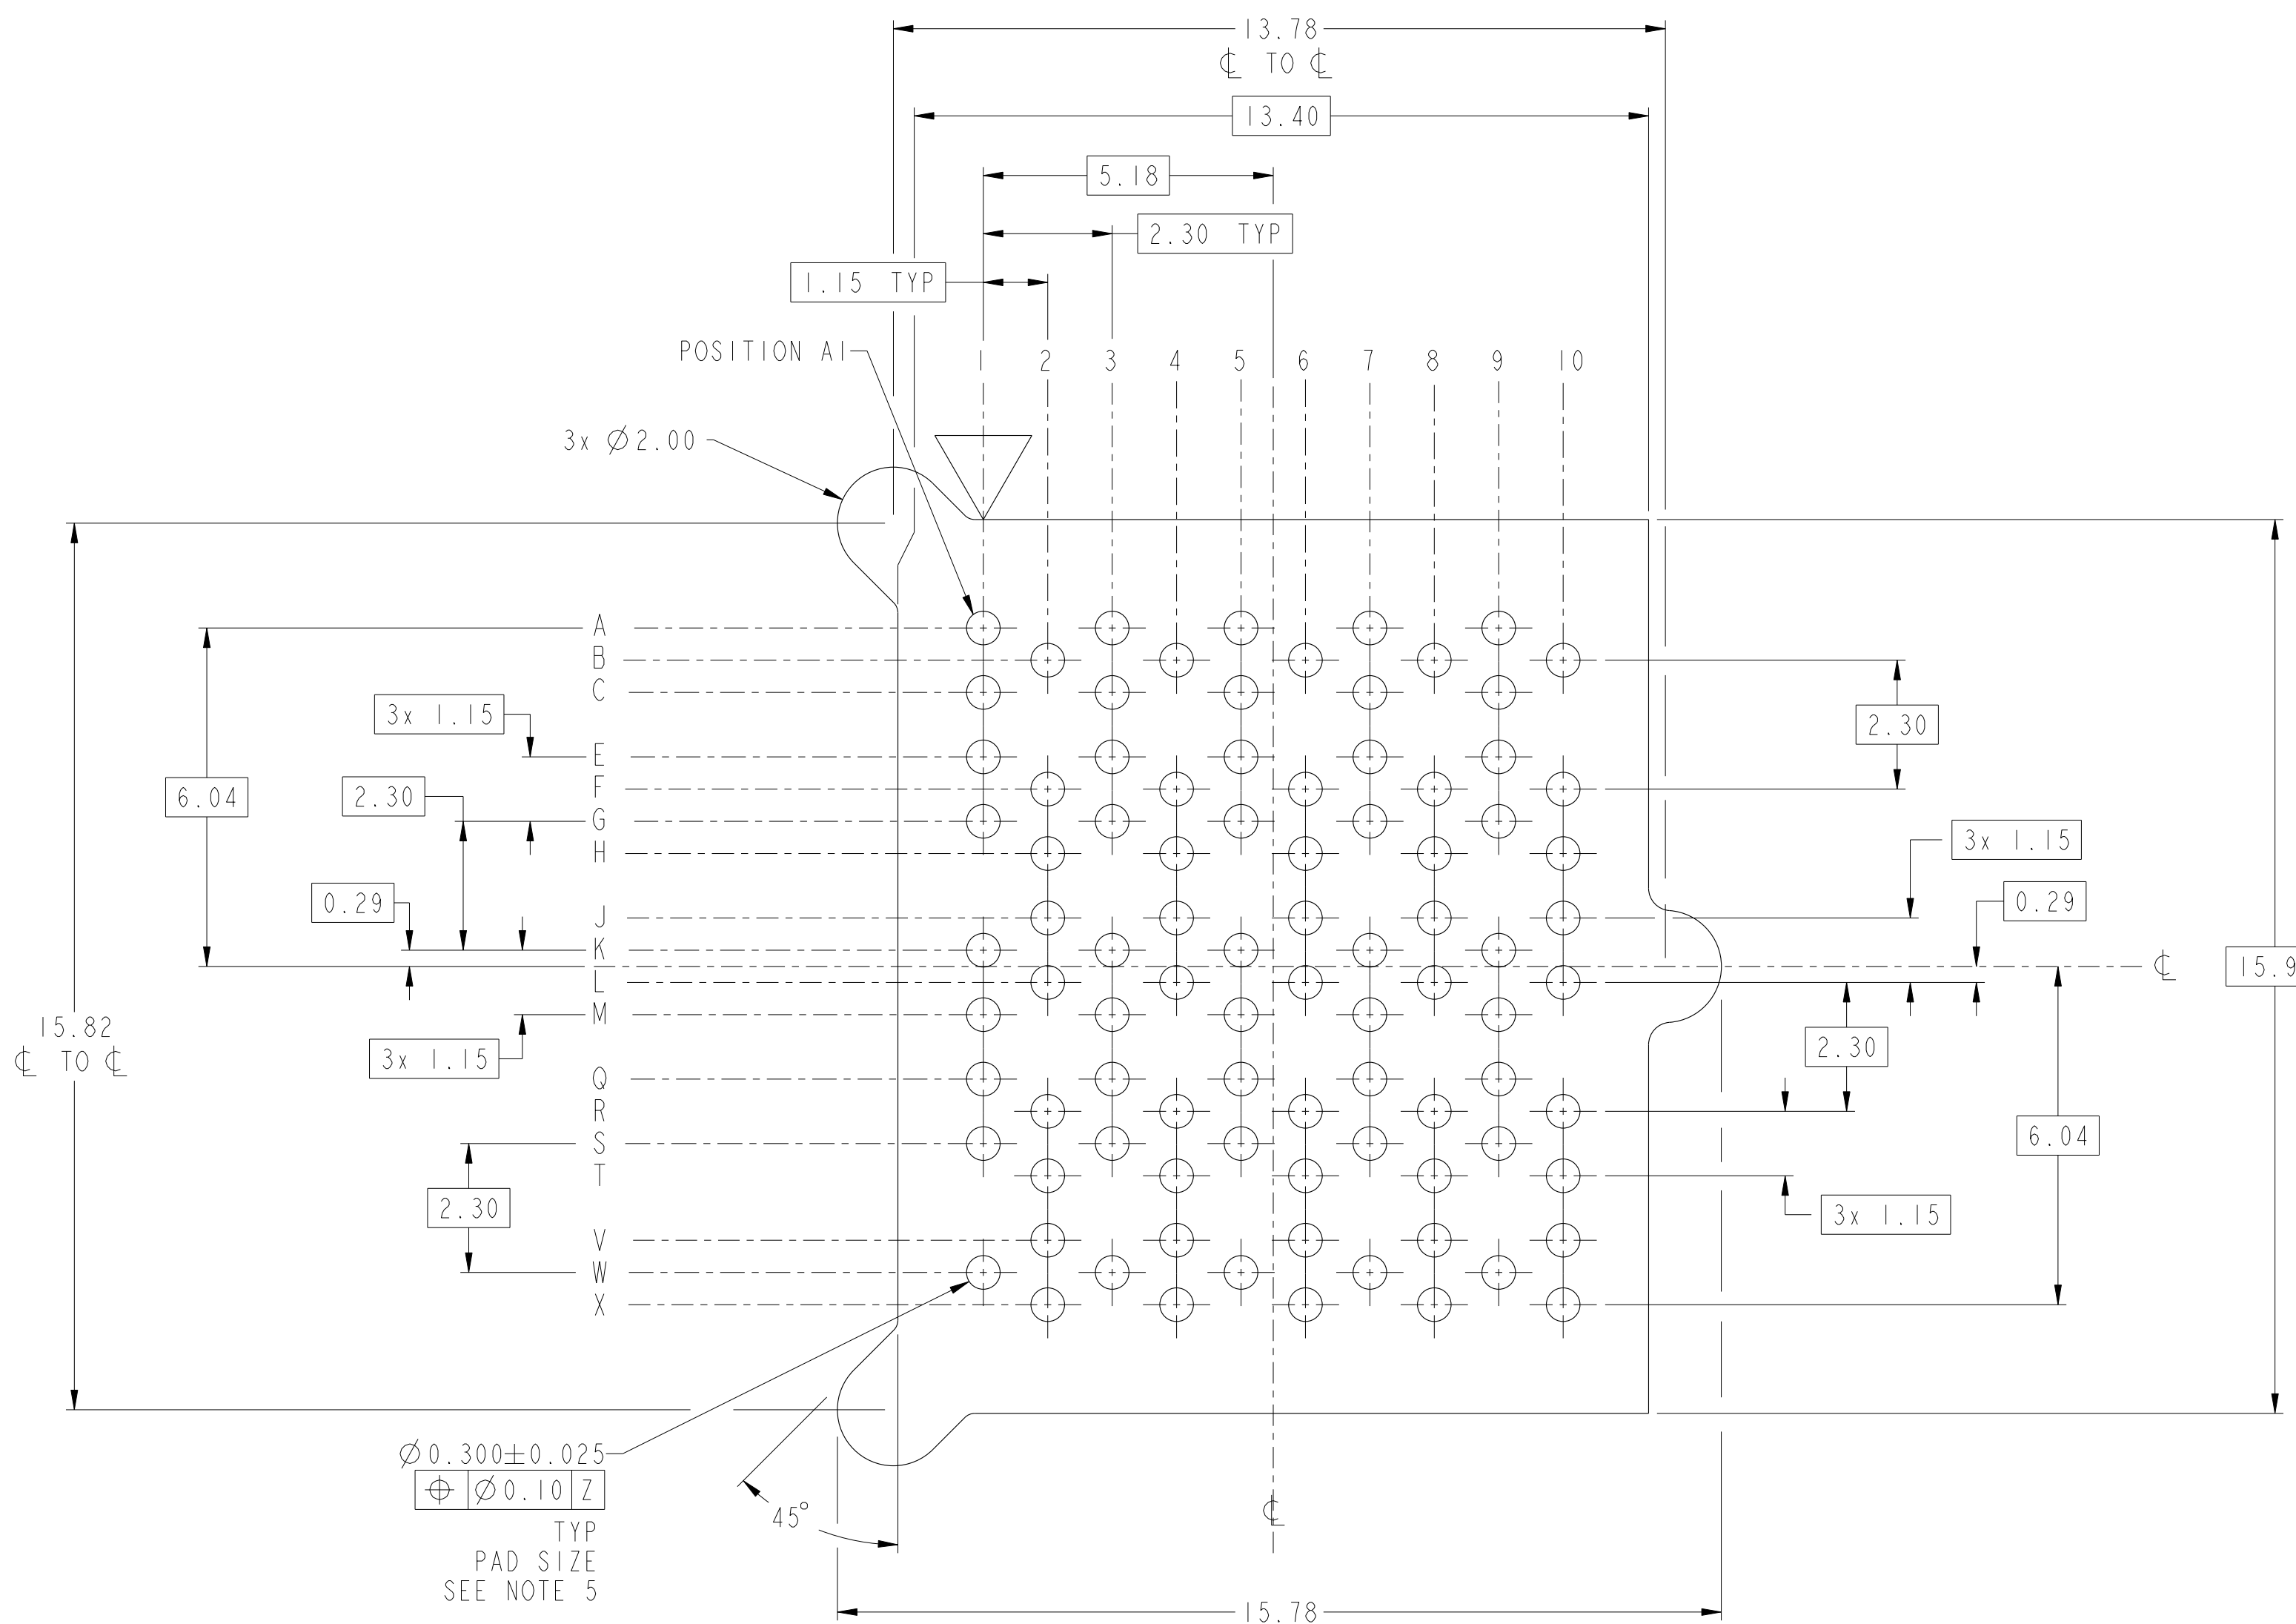 13.78
℄ TO ℄
13.40
5.18
2.30 TYP
1.15 TYP
POSITION A1
1 2 3 4 5 6 7 8 9 10
3x ⌀2.00
A
B
C
3x 1.15
2.30
E
6.04
2.30
F
G
3x 1.15
H
0.29
0.29
J
K
℄
15.9
L
M
15.82
℄ TO ℄
3x 1.15
2.30
Q
R
6.04
S
T
2.30
3x 1.15
V
W
X
⌀0.300±0.025
⌖ ⌀0.10 Z
TYP
PAD SIZE
SEE NOTE 5
45°
℄
15.78